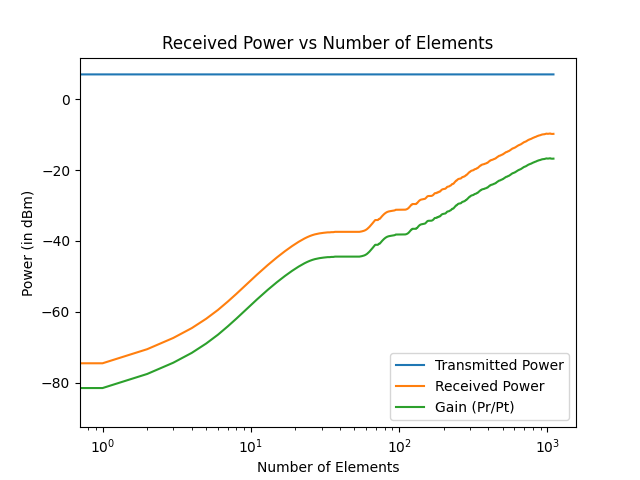 Received Power vs Number of Elements
Power (in dBm)
0
−20
−40
−60
−80
10⁰
10¹
10²
10³
Number of Elements
Transmitted Power
Received Power
Gain (Pr/Pt)